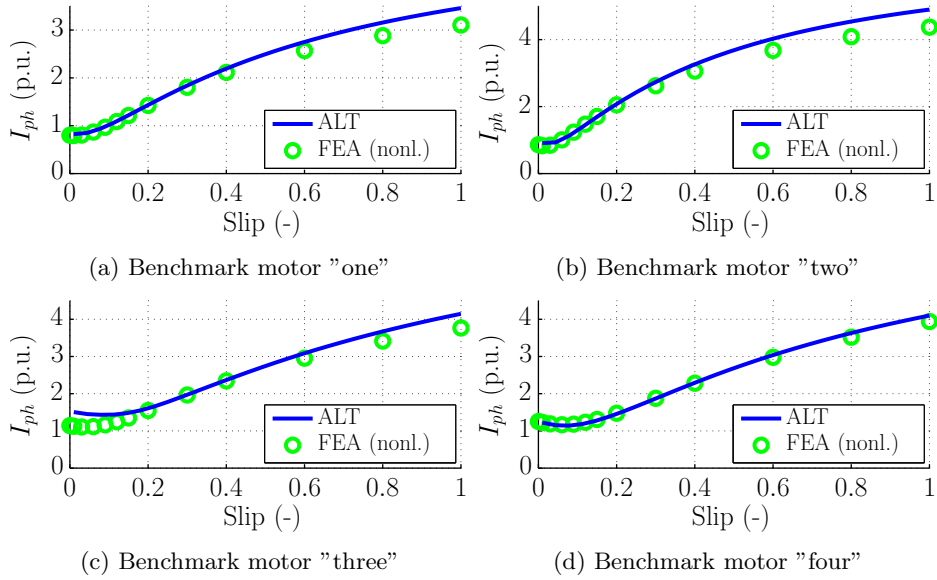 3
2
1
0
I_ph (p.u.)
ALT
FEA (nonl.)
0 0.2 0.4 0.6 0.8 1
Slip (-)
(a) Benchmark motor ”one”
4
2
0
I_ph (p.u.)
ALT
FEA (nonl.)
0 0.2 0.4 0.6 0.8 1
Slip (-)
(b) Benchmark motor ”two”
4
3
2
1
0
I_ph (p.u.)
ALT
FEA (nonl.)
0 0.2 0.4 0.6 0.8 1
Slip (-)
(c) Benchmark motor ”three”
4
3
2
1
0
I_ph (p.u.)
ALT
FEA (nonl.)
0 0.2 0.4 0.6 0.8 1
Slip (-)
(d) Benchmark motor ”four”